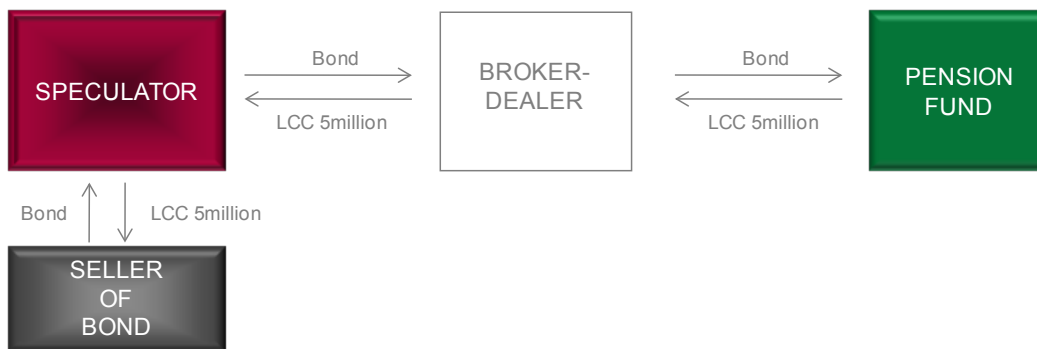 SPECULATOR
Bond
LCC 5million
BROKER-
DEALER
Bond
LCC 5million
PENSION
FUND
Bond
LCC 5million
SELLER
OF
BOND